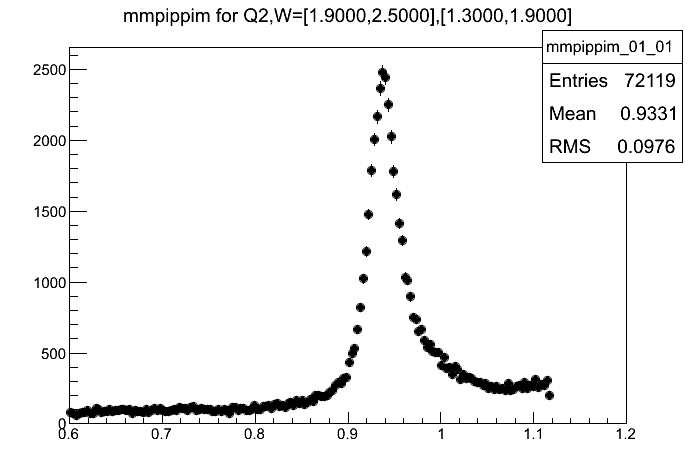 mmpippim for Q2,W=[1.9000,2.5000],[1.3000,1.9000]
mmpippim_01_01
Entries 72119
Mean 0.9331
RMS 0.0976
2500
2000
1500
1000
500
0
0.6 0.7 0.8 0.9 1 1.1 1.2